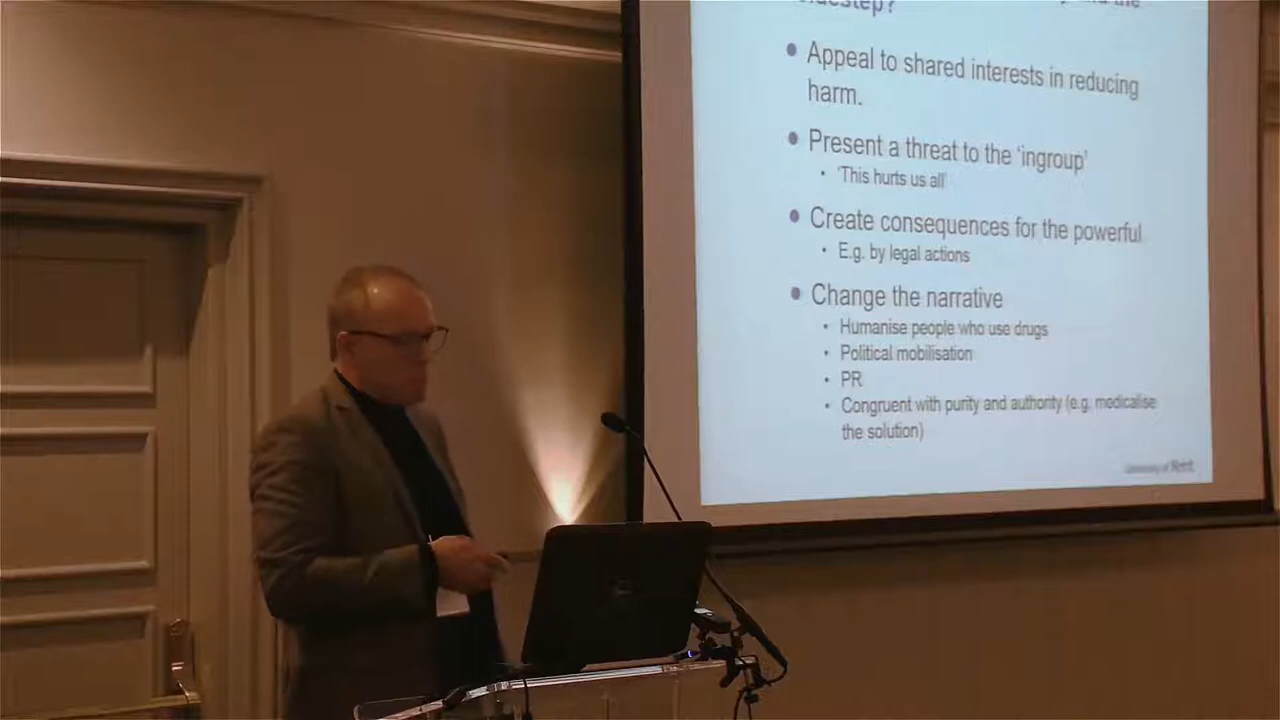 Appeal to shared interests in reducing
harm.
Present a threat to the 'ingroup'
'This hurts us all'
Create consequences for the powerful
E.g. by legal actions
Change the narrative
Humanise people who use drugs
Political mobilisation
PR
Congruent with purity and authority (e.g. medicalise
the solution)
University of Kent